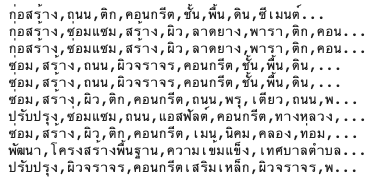 ก่อสร้าง,ถนน,ดิก,คอนกรีต,ชั้น,พื้น,ดิน,ซีเมนต์...
ก่อสร้าง,ซ่อมแซม,สร้าง,ผิว,ลาดยาง,พารา,ดิก,คอน...
ก่อสร้าง,ซ่อมแซม,สร้าง,ผิว,ลาดยาง,พารา,ดิก,คอน...
ซ่อม,สร้าง,ถนน,ผิวจราจร,คอนกรีต,ชั้น,พื้น,ดิน,...
ซ่อม,สร้าง,ถนน,ผิวจราจร,คอนกรีต,ชั้น,พื้น,ดิน,...
ซ่อม,สร้าง,ผิว,ดิก,คอนกรีต,ถนน,พรุ,เตียว,ถนน,พ...
ปรับปรุง,ซ่อมแซม,ถนน,แอสฟัลต์,คอนกรีต,ทางหลวง,...
ซ่อม,สร้าง,ผิว,ดิก,คอนกรีต,เมน,นิคม,คลอง,ท่อม,...
พัฒนา,โครงสร้างพื้นฐาน,ความเข้มแข็ง,เทศบาลตำบล...
ปรับปรุง,ผิวจราจร,คอนกรีตเสริมเหล็ก,ผิวจราจร,พ...